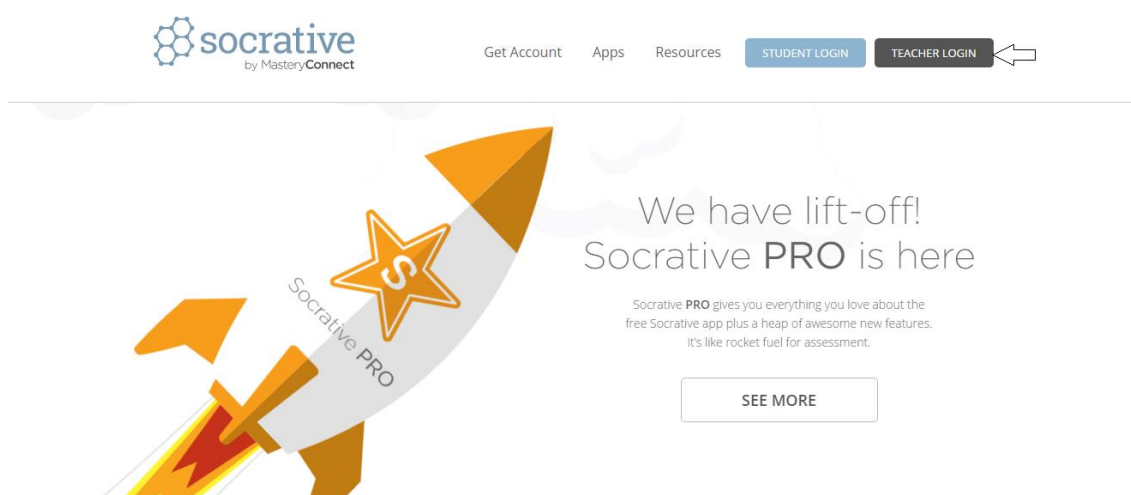 socrative
by MasteryConnect
Get Account
Apps
Resources
STUDENT LOGIN
TEACHER LOGIN
We have lift-off!
Socrative PRO is here
Socrative PRO gives you everything you love about the
free Socrative app plus a heap of awesome new features.
It's like rocket fuel for assessment.
SEE MORE
S
Socrative PRO